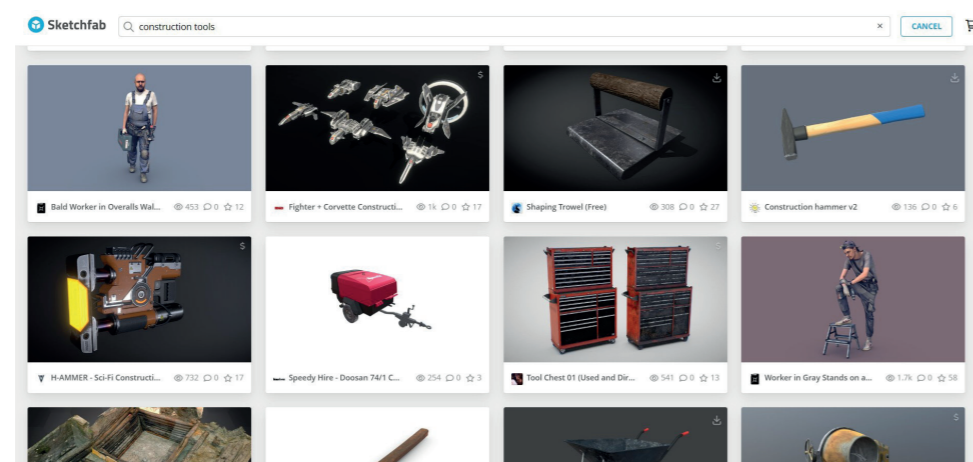 Sketchfab construction tools × CANCEL
$
Bald Worker in Overalls Wal... 453 0 12
Fighter + Corvette Constructi... 1k 0 17
Shaping Trowel (Free) 308 0 27
Construction hammer v2 136 0 6
$
$
H-AMMER - Sci-Fi Constructi... 732 0 17
Speedy Hire - Doosan 74/1 C... 254 0 3
Tool Chest 01 (Used and Dir... 541 0 13
Worker in Gray Stands on a... 1.7k 0 58
$